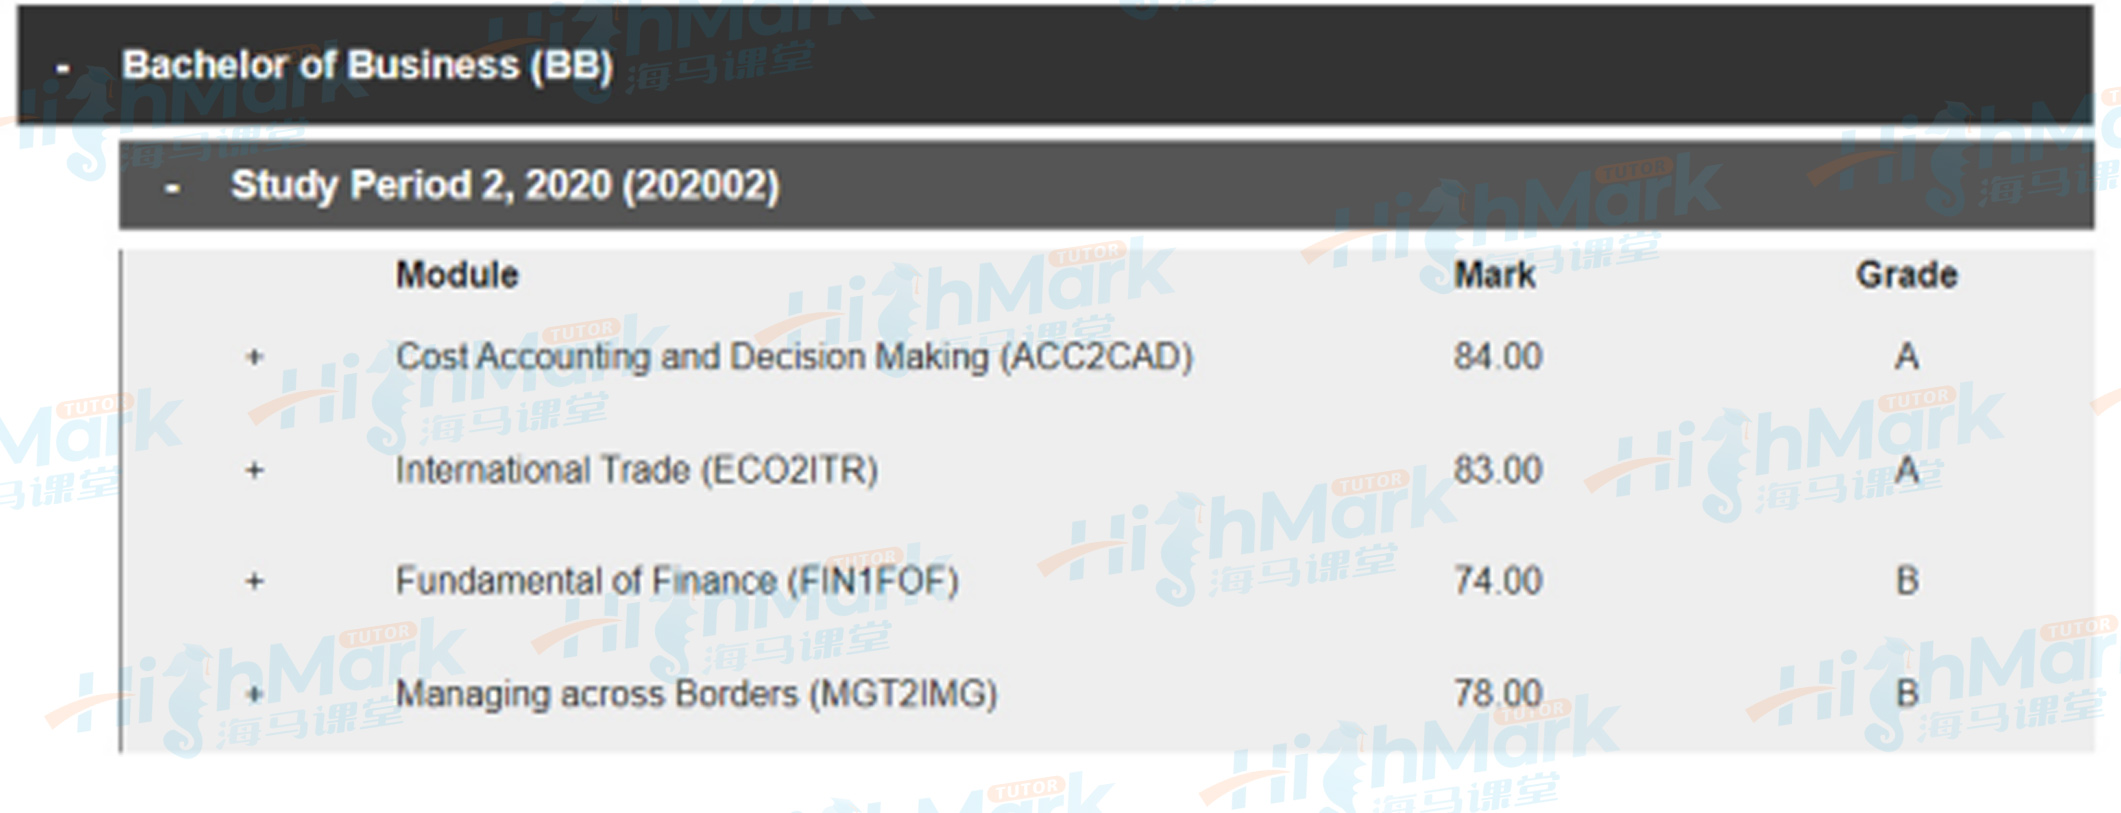 - Bachelor of Business (BB)
- Study Period 2, 2020 (202002)
Module Mark Grade
+ Cost Accounting and Decision Making (ACC2CAD) 84.00 A
+ International Trade (ECO2ITR) 83.00 A
+ Fundamental of Finance (FIN1FOF) 74.00 B
+ Managing across Borders (MGT2IMG) 78.00 B
HighMark TUTOR
海马课堂